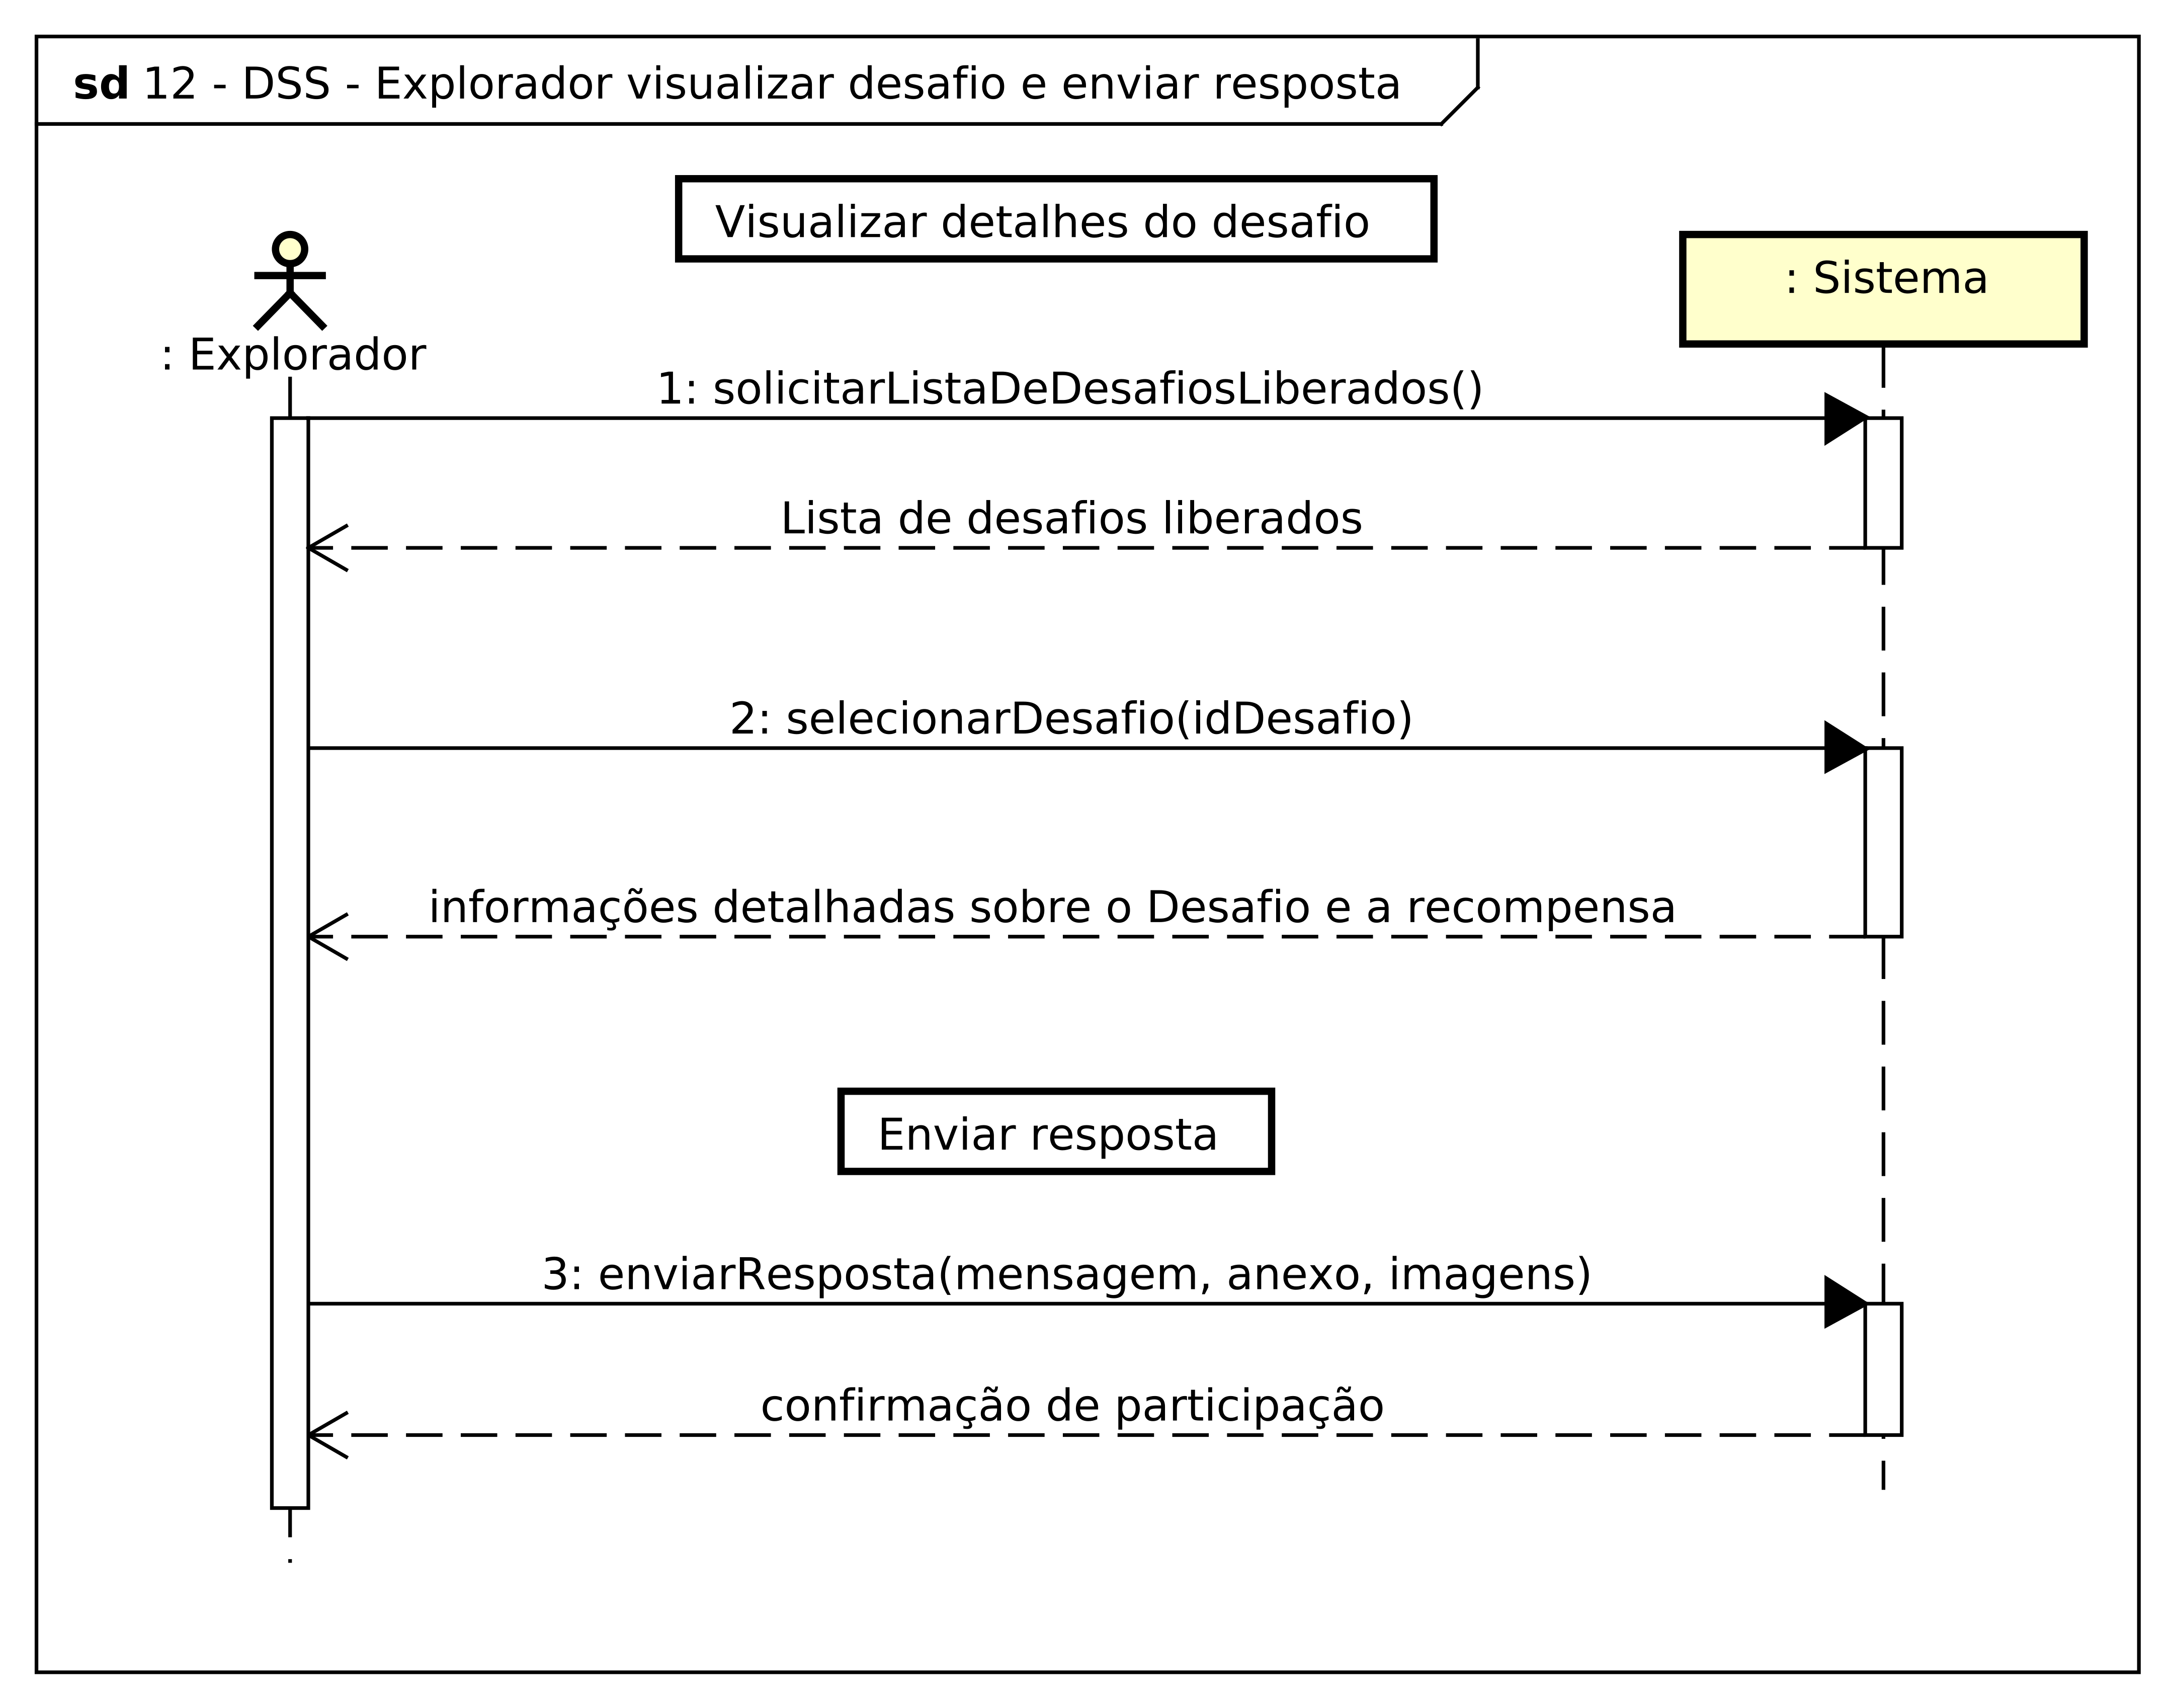 sd 12 - DSS - Explorador visualizar desafio e enviar resposta
Visualizar detalhes do desafio
: Sistema
: Explorador
1: solicitarListaDeDesafiosLiberados()
Lista de desafios liberados
2: selecionarDesafio(idDesafio)
informações detalhadas sobre o Desafio e a recompensa
Enviar resposta
3: enviarResposta(mensagem, anexo, imagens)
confirmação de participação